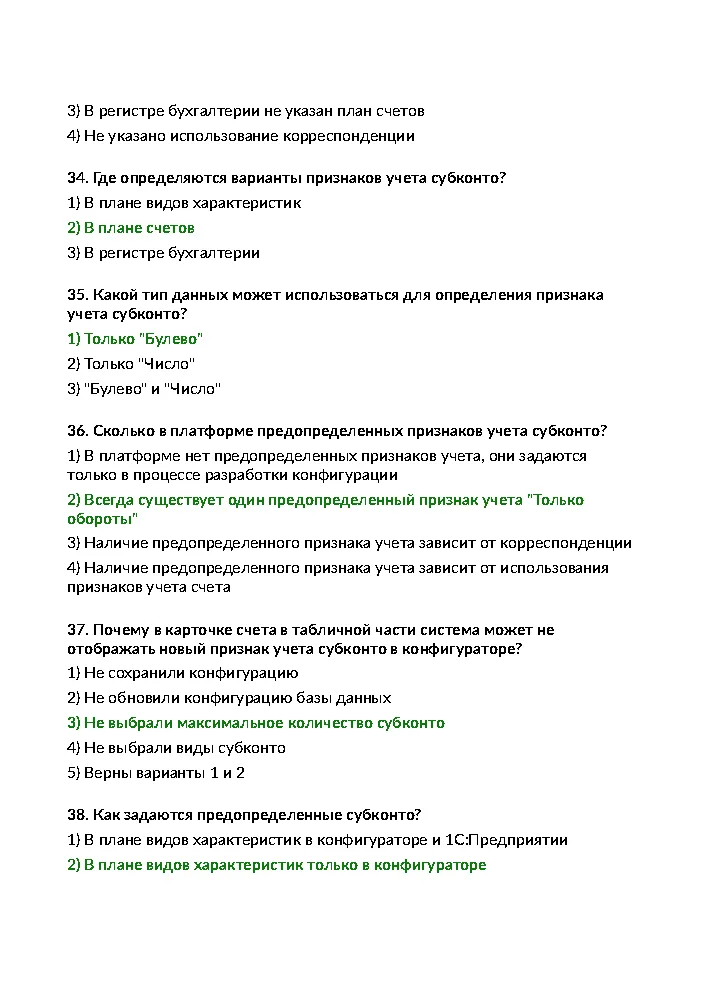 3) В регистре бухгалтерии не указан план счетов
4) Не указано использование корреспонденции
34. Где определяются варианты признаков учета субконто?
1) В плане видов характеристик
2) В плане счетов
3) В регистре бухгалтерии
35. Какой тип данных может использоваться для определения признака
учета субконто?
1) Только "Булево"
2) Только "Число"
3) "Булево" и "Число"
36. Сколько в платформе предопределенных признаков учета субконто?
1) В платформе нет предопределенных признаков учета, они задаются
только в процессе разработки конфигурации
2) Всегда существует один предопределенный признак учета "Только
обороты"
3) Наличие предопределенного признака учета зависит от корреспонденции
4) Наличие предопределенного признака учета зависит от использования
признаков учета счета
37. Почему в карточке счета в табличной части система может не
отображать новый признак учета субконто в конфигураторе?
1) Не сохранили конфигурацию
2) Не обновили конфигурацию базы данных
3) Не выбрали максимальное количество субконто
4) Не выбрали виды субконто
5) Верны варианты 1 и 2
38. Как задаются предопределенные субконто?
1) В плане видов характеристик в конфигураторе и 1С:Предприятии
2) В плане видов характеристик только в конфигураторе